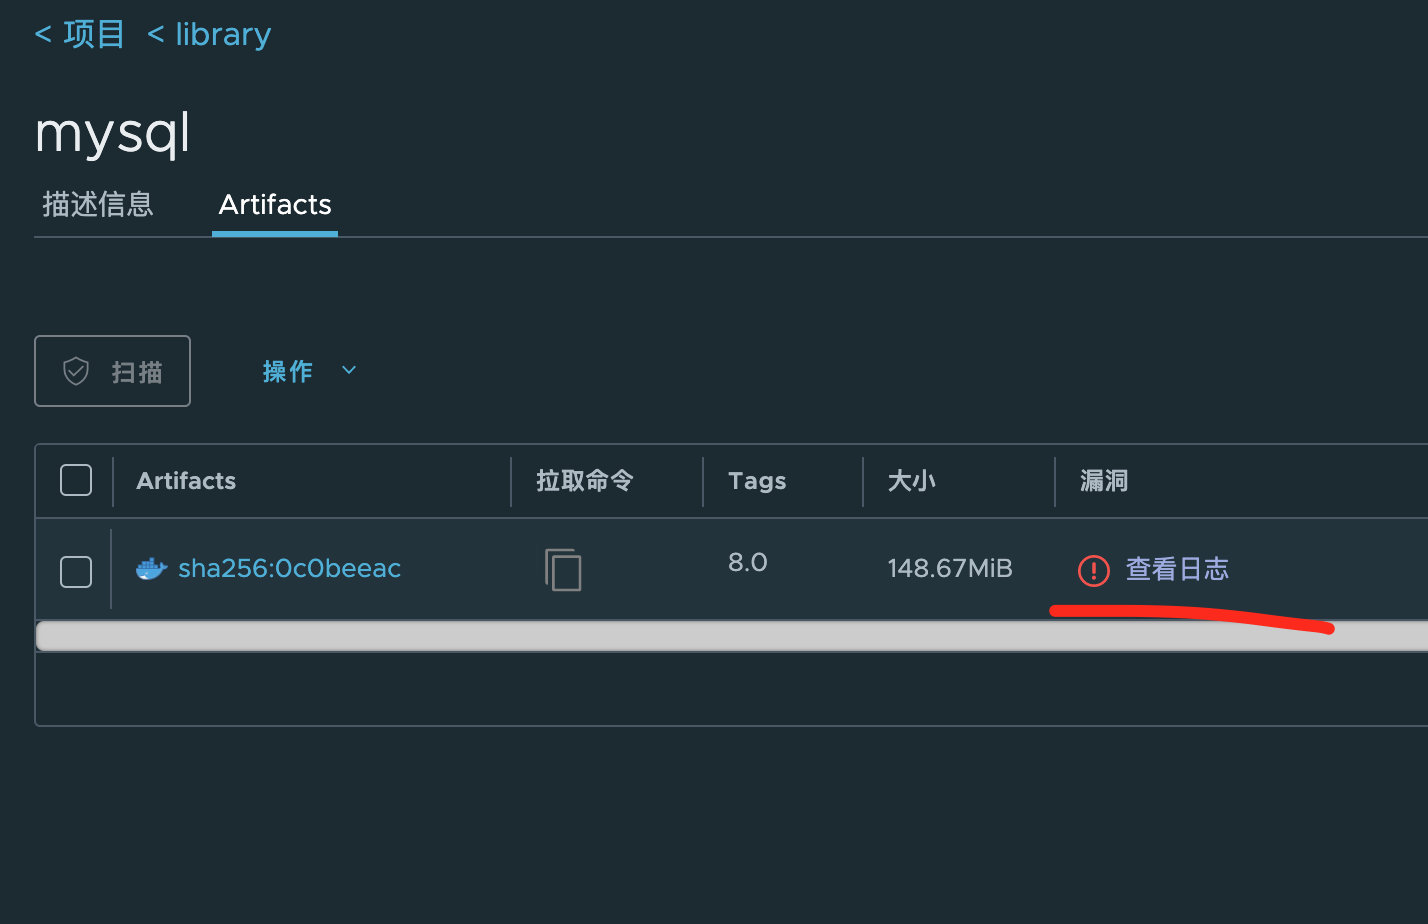 < 项目 < library
mysql
描述信息 Artifacts
扫描 操作
Artifacts 拉取命令 Tags 大小 漏洞
sha256:0c0beeac 8.0 148.67MiB 查看日志